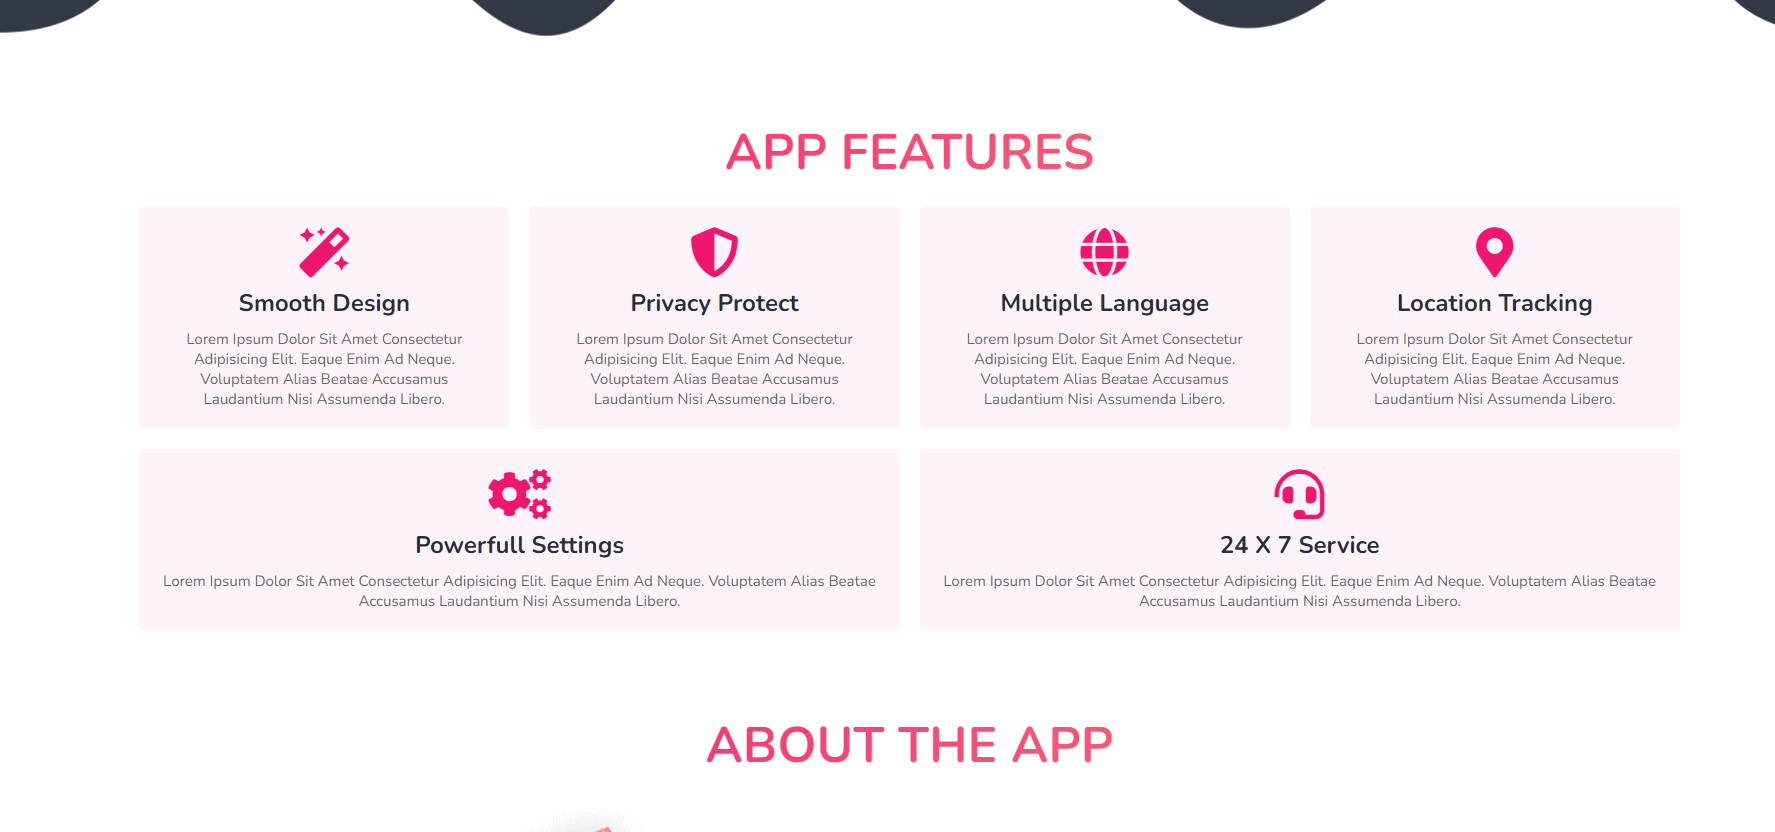 APP FEATURES
Smooth Design
Lorem Ipsum Dolor Sit Amet Consectetur
Adipisicing Elit. Eaque Enim Ad Neque.
Voluptatem Alias Beatae Accusamus
Laudantium Nisi Assumenda Libero.
Privacy Protect
Lorem Ipsum Dolor Sit Amet Consectetur
Adipisicing Elit. Eaque Enim Ad Neque.
Voluptatem Alias Beatae Accusamus
Laudantium Nisi Assumenda Libero.
Multiple Language
Lorem Ipsum Dolor Sit Amet Consectetur
Adipisicing Elit. Eaque Enim Ad Neque.
Voluptatem Alias Beatae Accusamus
Laudantium Nisi Assumenda Libero.
Location Tracking
Lorem Ipsum Dolor Sit Amet Consectetur
Adipisicing Elit. Eaque Enim Ad Neque.
Voluptatem Alias Beatae Accusamus
Laudantium Nisi Assumenda Libero.
Powerfull Settings
Lorem Ipsum Dolor Sit Amet Consectetur Adipisicing Elit. Eaque Enim Ad Neque. Voluptatem Alias Beatae
Accusamus Laudantium Nisi Assumenda Libero.
24 X 7 Service
Lorem Ipsum Dolor Sit Amet Consectetur Adipisicing Elit. Eaque Enim Ad Neque. Voluptatem Alias Beatae
Accusamus Laudantium Nisi Assumenda Libero.
ABOUT THE APP